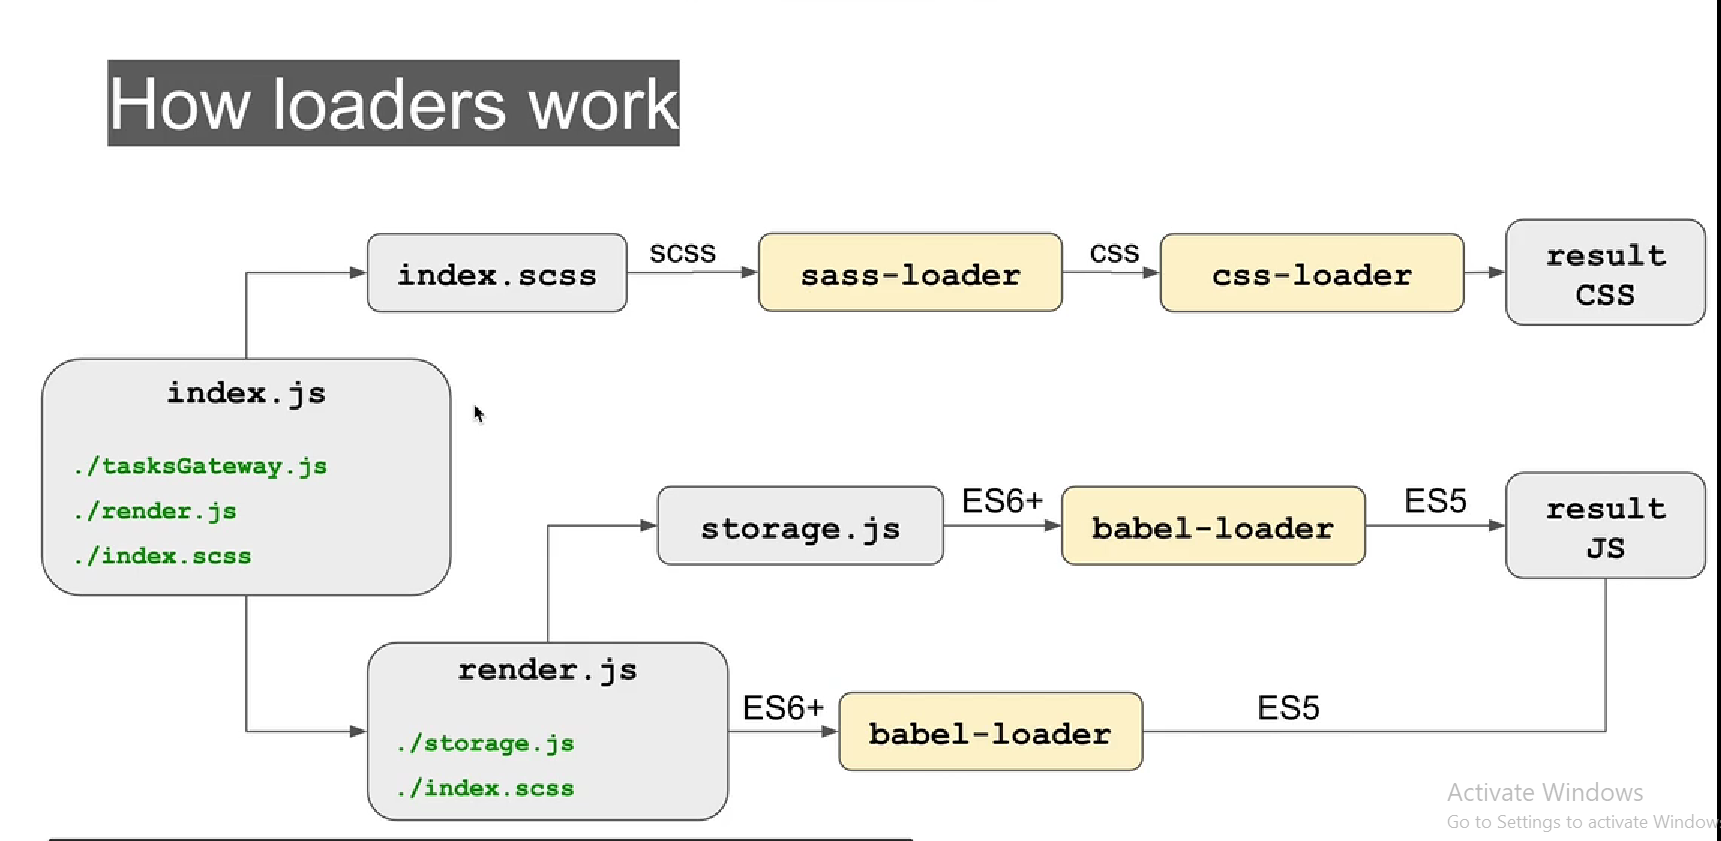 How loaders work
index.scss
scss
sass-loader
css
css-loader
result
CSS
index.js
./tasksGateway.js
./render.js
./index.scss
storage.js
ES6+
babel-loader
ES5
result
JS
render.js
./storage.js
./index.scss
ES6+
babel-loader
ES5
Activate Windows
Go to Settings to activate Window